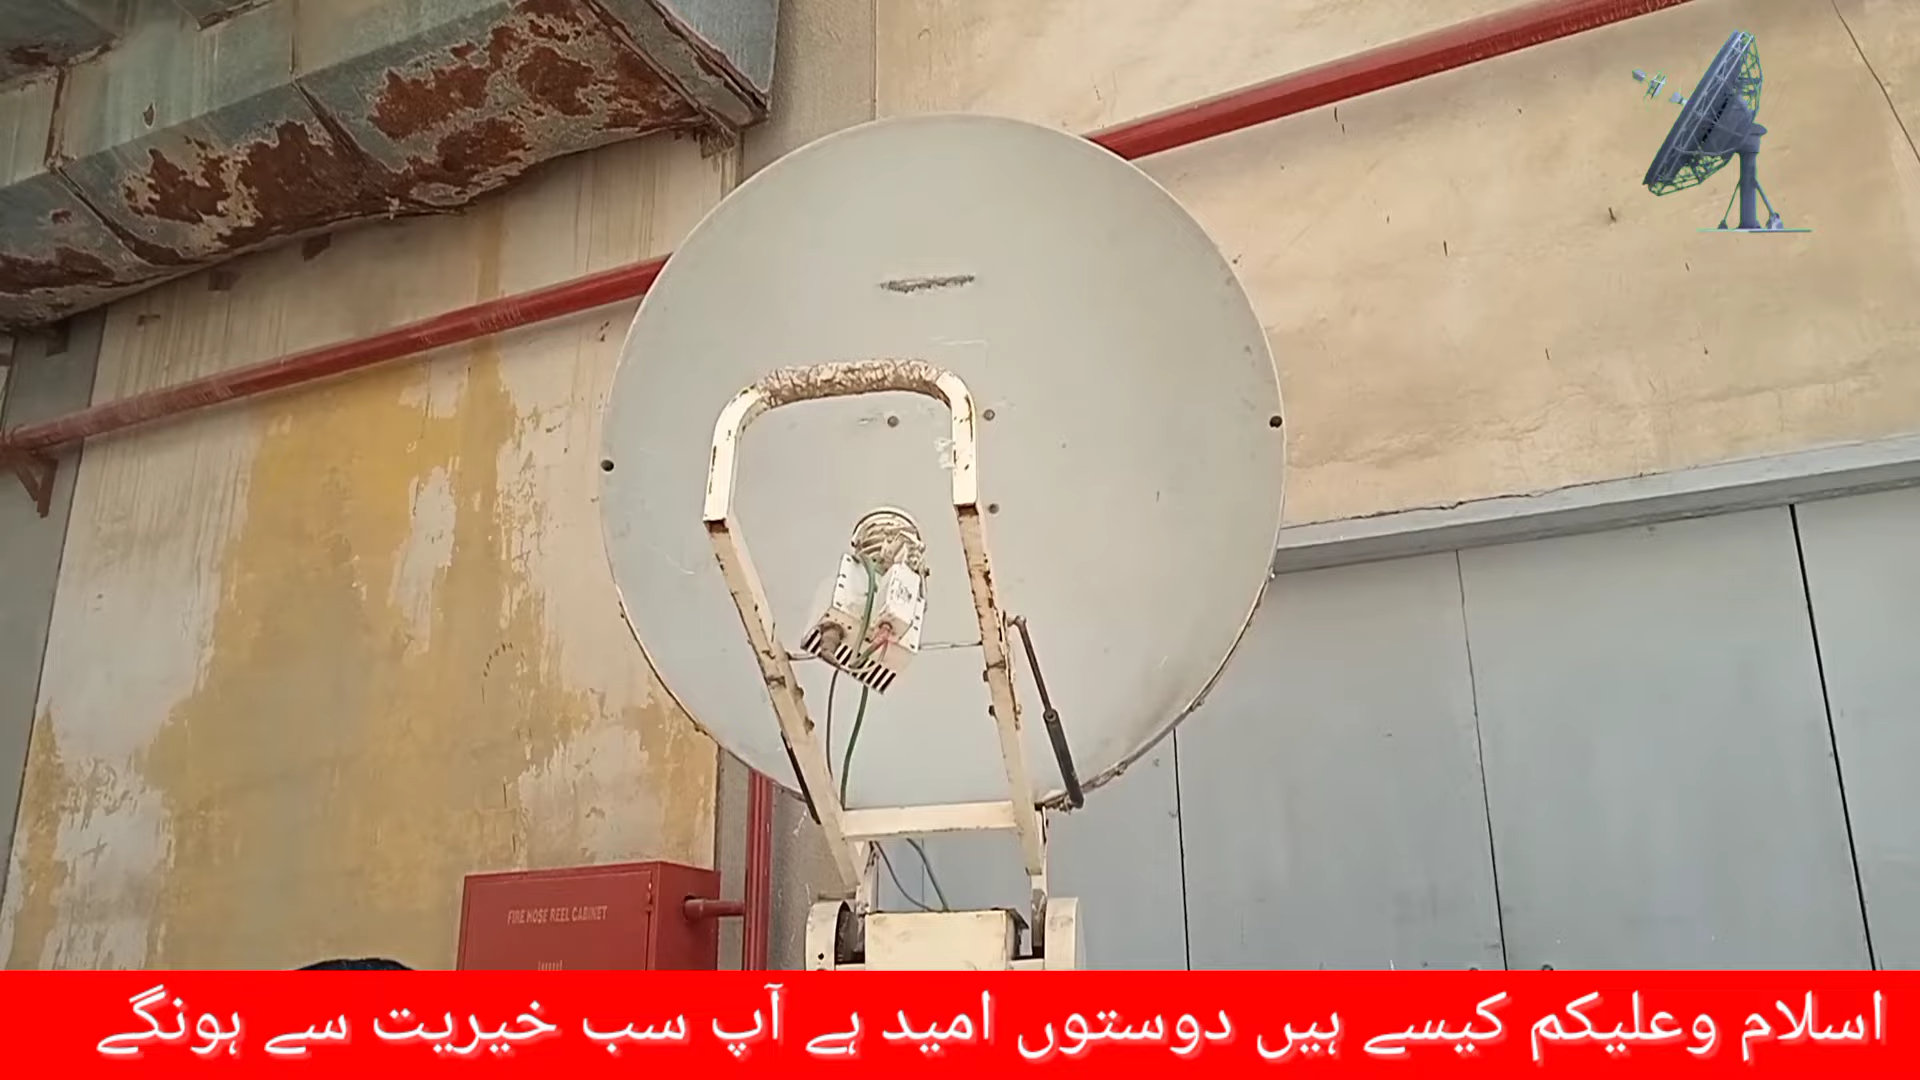 FIRE HOSE REEL CABINET
اسلام وعلیکم کیسے ہیں دوستوں امید ہے آپ سب خیریت سے ہونگے